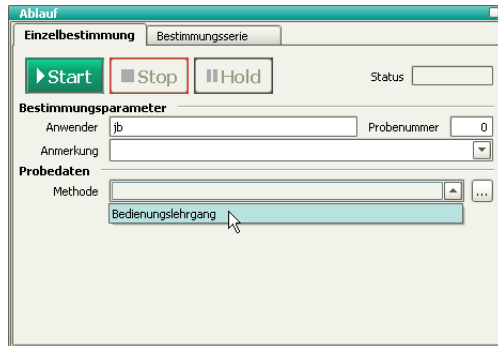 Ablauf
Einzelbestimmung Bestimmungsserie
Start Stop Hold Status
Bestimmungsparameter
Anwender jb Probenummer 0
Anmerkung
Probedaten
Methode ...
Bedienungslehrgang